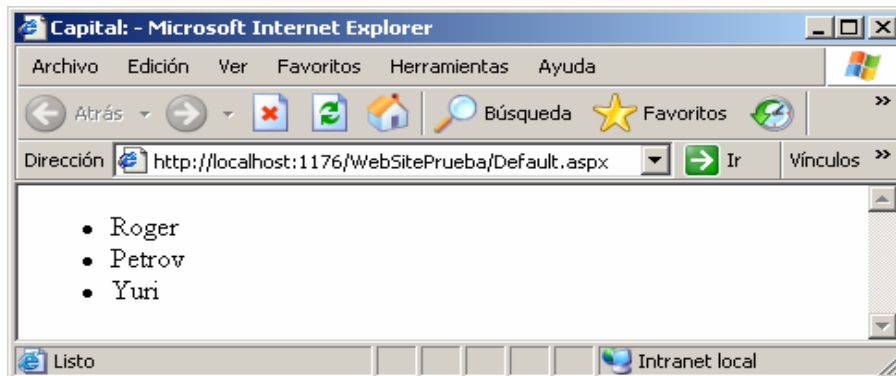 Capital: - Microsoft Internet Explorer
Archivo Edición Ver Favoritos Herramientas Ayuda
Atrás Búsqueda Favoritos »
Dirección http://localhost:1176/WebSitePrueba/Default.aspx Ir Vínculos »
• Roger
• Petrov
• Yuri
Listo Intranet local